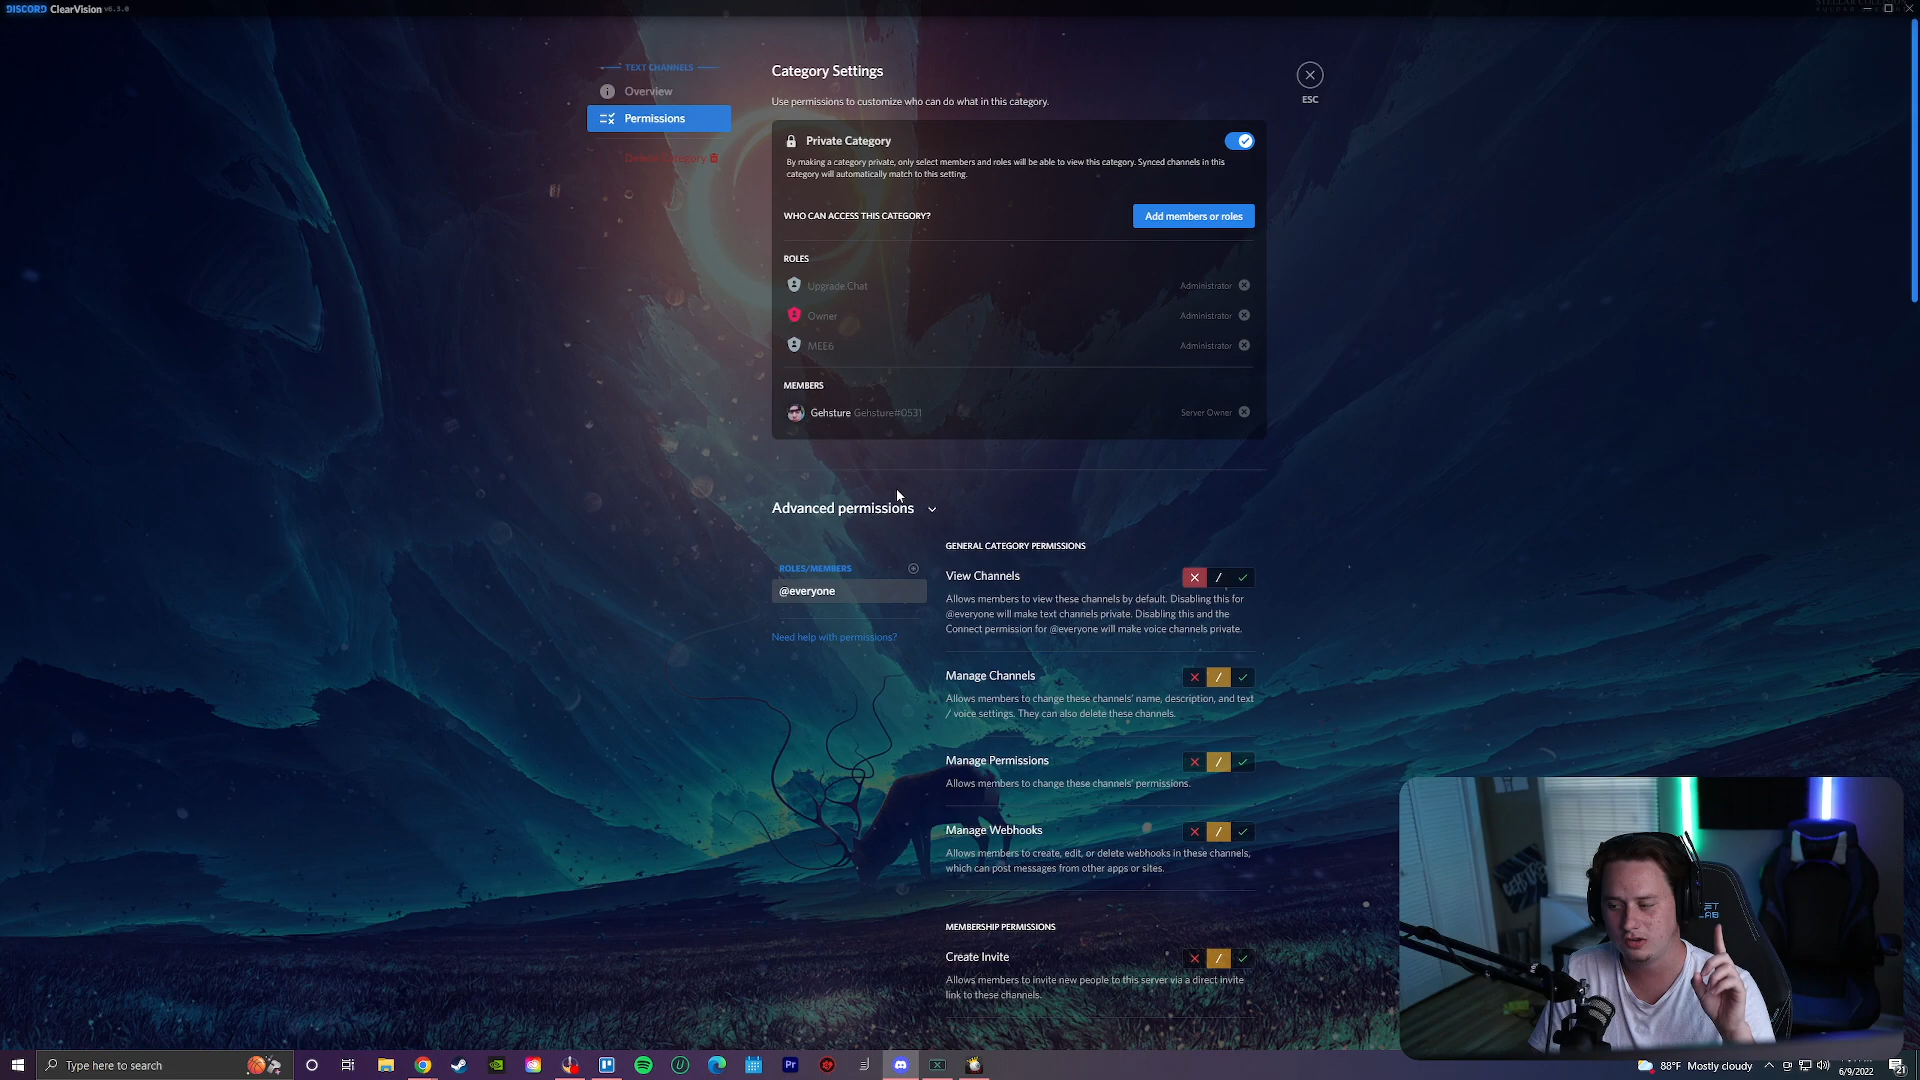 DISCORD ClearVision v6.3.0
TEXT CHANNELS
Overview
Permissions
Delete Category
Category Settings
Use permissions to customize who can do what in this category.
ESC
Private Category
By making a category private, only select members and roles will be able to view this category. Synced channels in this
category will automatically match to this setting.
WHO CAN ACCESS THIS CATEGORY?
Add members or roles
ROLES
Upgrade.Chat
Administrator
Owner
Administrator
MEE6
Administrator
MEMBERS
Gehsture Gehsture#0531
Server Owner
Advanced permissions
ROLES/MEMBERS
@everyone
Need help with permissions?
GENERAL CATEGORY PERMISSIONS
View Channels
Allows members to view these channels by default. Disabling this for
@everyone will make text channels private. Disabling this and the
Connect permission for @everyone will make voice channels private.
Manage Channels
Allows members to change these channels' name, description, and text
/ voice settings. They can also delete these channels.
Manage Permissions
Allows members to change these channels' permissions.
Manage Webhooks
Allows members to create, edit, or delete webhooks in these channels,
which can post messages from other apps or sites.
MEMBERSHIP PERMISSIONS
Create Invite
Allows members to invite new people to this server via a direct invite
link to these channels.
Type here to search
Pr
88°F Mostly cloudy
6/9/2022
21